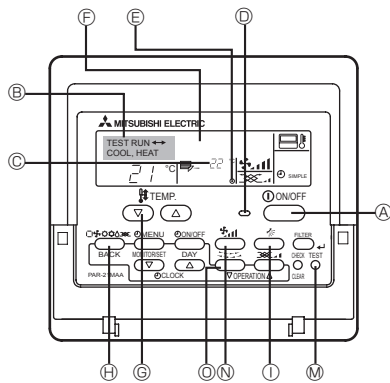 F
E
D
B
MITSUBISHI ELECTRIC
TEST RUN ↔
COOL, HEAT
C
22 °C
21 °C
SIMPLE
TEMP.
ON/OFF
A
MENU
ON/OFF
FILTER
BACK
MONITOR/SET
DAY
CHECK
TEST
PAR-21MAA
CLOCK
▽OPERATION△
CLEAR
H
G
O
N
I
M